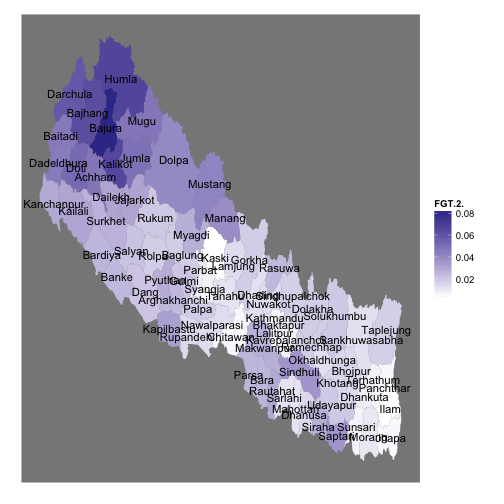 Humla
Darchula
FGT.2.
Bajhang
Mugu
Bajura
Baitadi
0.08
0.06
0.04
0.02
Dadeldhura
Doti
Kalikot
Jumla
Dolpa
Achham
Mustang
Dailekh
Jajarkot
Kanchanpur
Kailali
Surkhet
Rukum
Manang
Myagdi
Bardiya
Salyan
Rolpa
Baglung
Kaski
Gorkha
Parbat
Lamjung
Rasuwa
Banke
Pyuthan
Gulmi
Syangja
Dang
Arghakhanchi
Tanahu
Dhading
Sindhupalchok
Nuwakot
Palpa
Dolakha
Kathmandu
Solukhumbu
Kapilbastu
Nawalparasi
Bhaktapur
Taplejung
Rupandehi
Chitawan
Lalitpur
Kavrepalanchok
Sankhuwasabha
Makwanpur
Ramechhap
Okhaldhunga
Parsa
Bara
Sindhuli
Bhojpur
Khotang
Terhathum
Panchthar
Rautahat
Sarlahi
Dhankuta
Mahottari
Udayapur
Ilam
Dhanusa
Siraha
Sunsari
Saptari
Morang
Jhapa